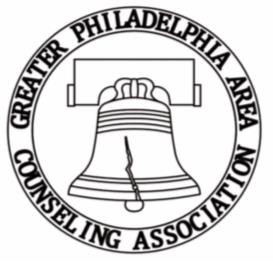 GREATER PHILADELPHIA AREA
COUNSELING ASSOCIATION